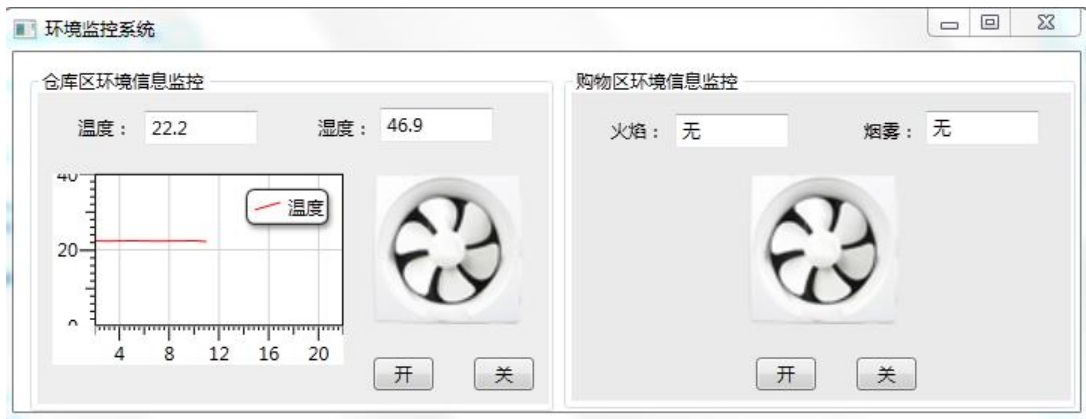 环境监控系统
仓库区环境信息监控
温度： 22.2 湿度： 46.9
40
温度
20
0
4 8 12 16 20
开 关
购物区环境信息监控
火焰： 无 烟雾： 无
开 关